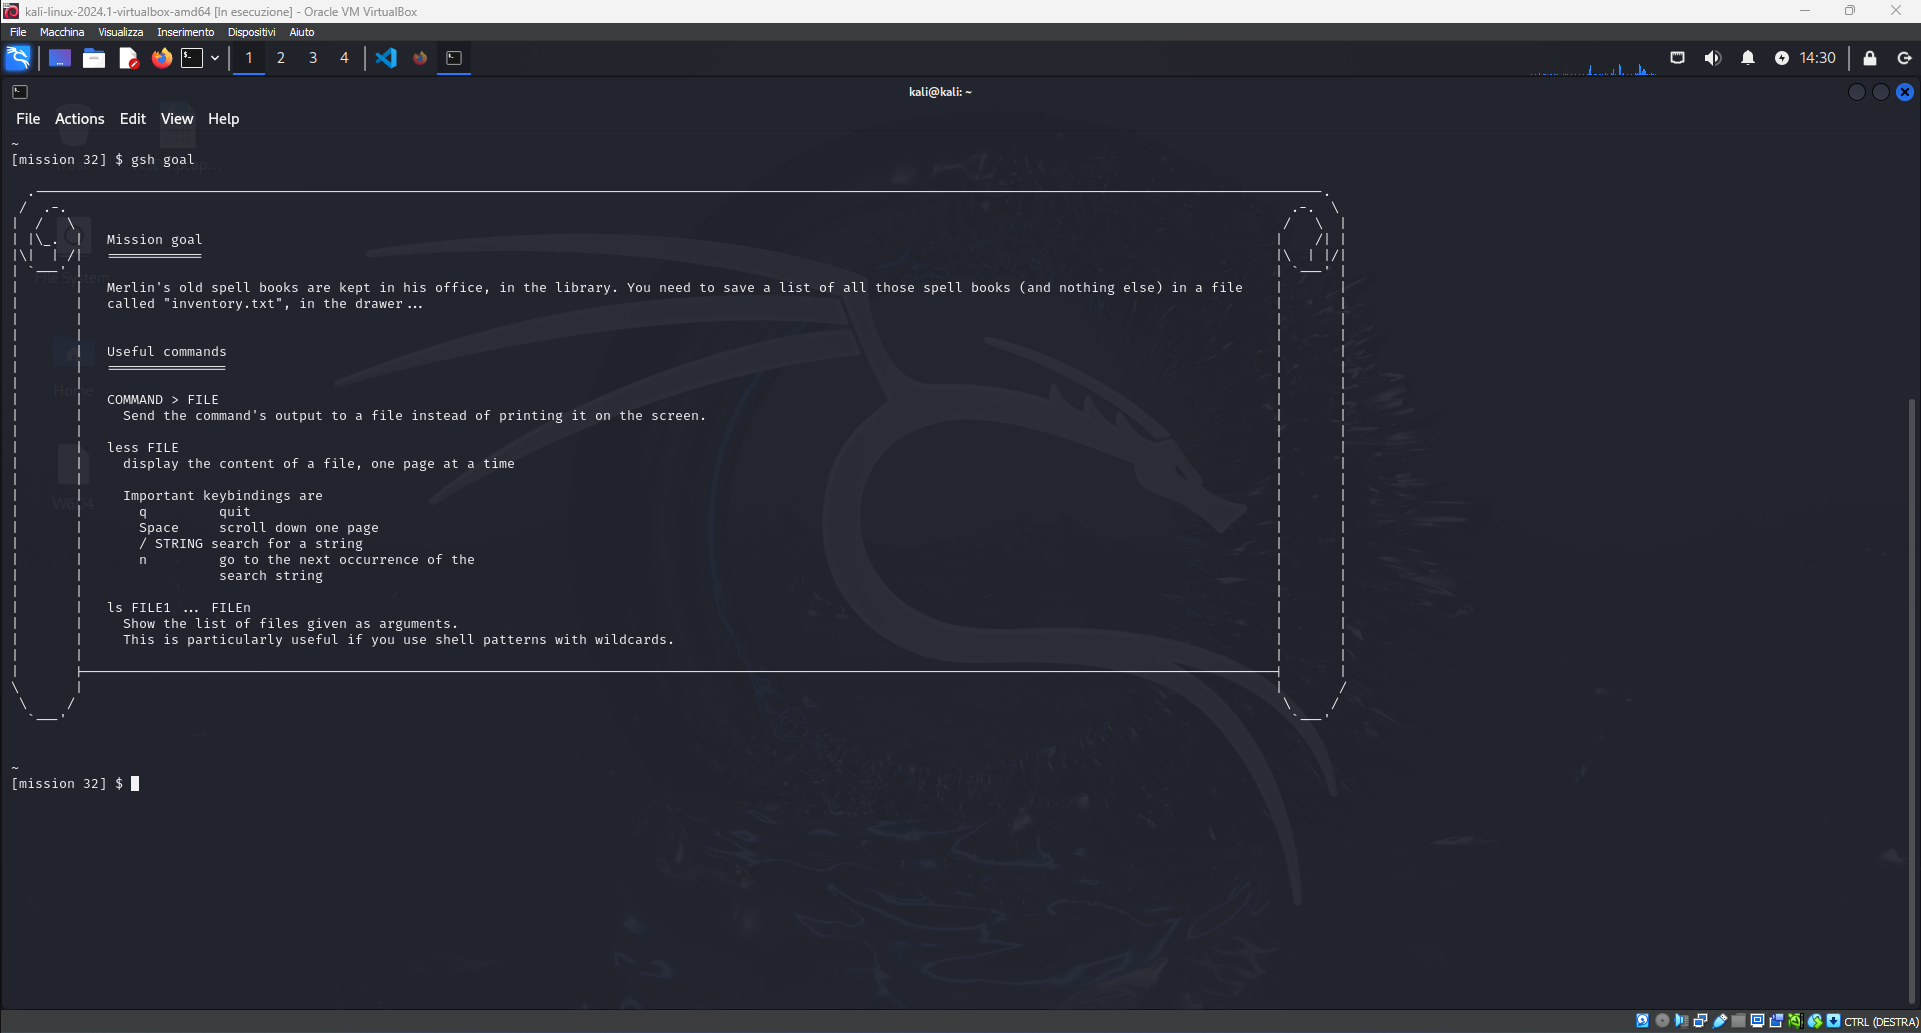 kali-linux-2024.1-virtualbox-amd64 [In esecuzione] - Oracle VM VirtualBox
File Macchina Visualizza Inserimento Dispositivi Aiuto
1 2 3 4 14:30
kali@kali: ~
File Actions Edit View Help
~
[mission 32] $ gsh goal
Mission goal
============
Merlin's old spell books are kept in his office, in the library. You need to save a list of all those spell books (and nothing else) in a file
called "inventory.txt", in the drawer...
Useful commands
===============
COMMAND > FILE
Send the command's output to a file instead of printing it on the screen.
less FILE
display the content of a file, one page at a time
Important keybindings are
q quit
Space scroll down one page
/ STRING search for a string
n go to the next occurrence of the
search string
ls FILE1 ... FILEn
Show the list of files given as arguments.
This is particularly useful if you use shell patterns with wildcards.
~
[mission 32] $
File System
Home
CTRL (DESTRA)